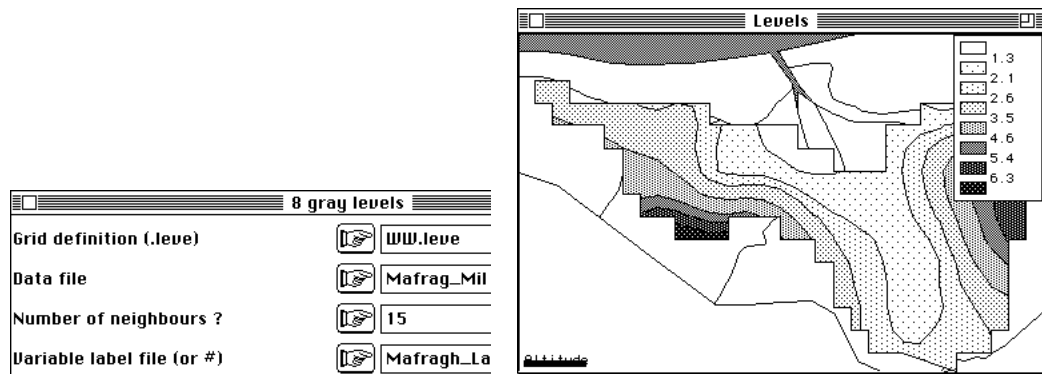 8 gray levels
Grid definition (.leve)
WW.leve
Data file
Mafrag_Mil
Number of neighbours ?
15
Variable label file (or #)
Mafragh_La
Levels
1.3
2.1
2.6
3.5
4.6
5.4
6.3
Altitude